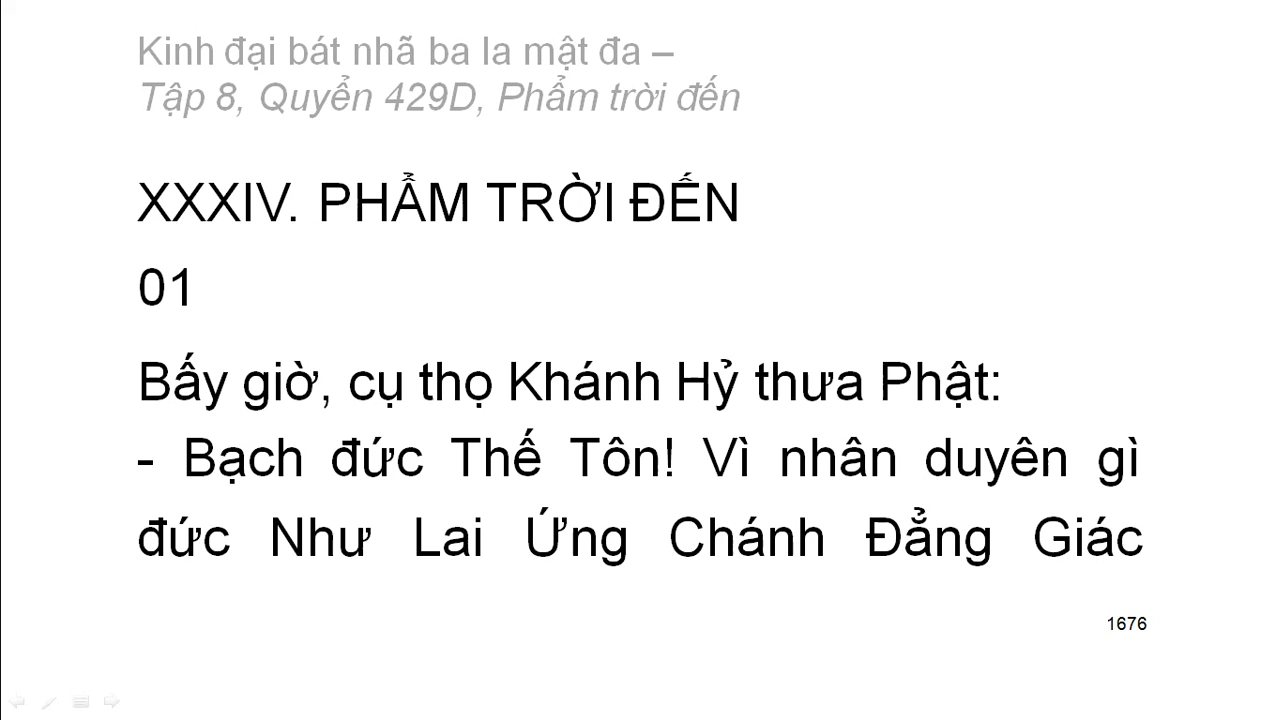 Kinh đại bát nhã ba la mật đa –
Tập 8, Quyển 429D, Phẩm trời đến
XXXIV. PHẨM TRỜI ĐẾN
01
Bấy giờ, cụ thọ Khánh Hỷ thưa Phật:
- Bạch đức Thế Tôn! Vì nhân duyên gì
đức Như Lai Ứng Chánh Đẳng Giác
1676